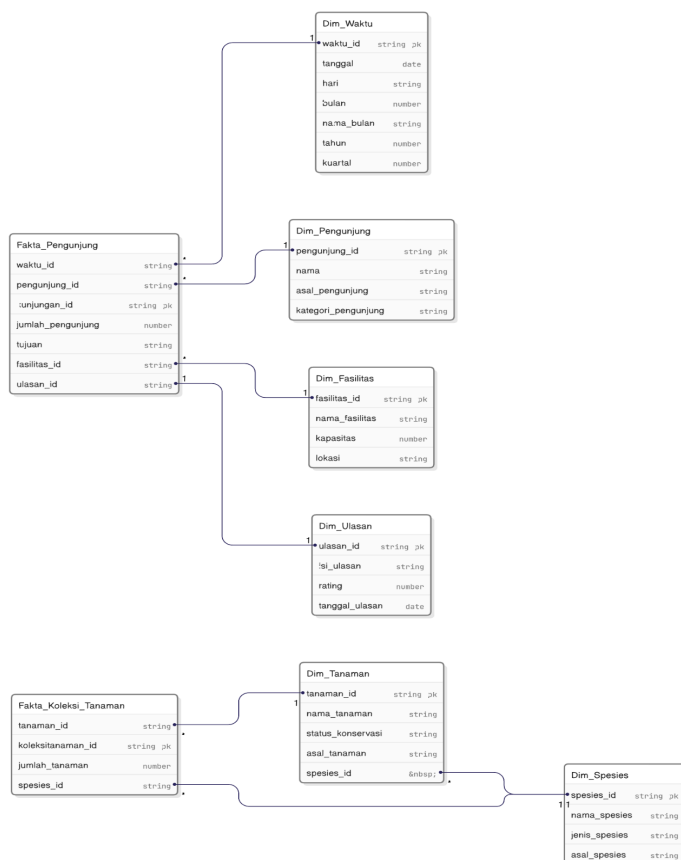 Dim_Waktu
1
waktu_id string pk
tanggal date
hari string
bulan number
nama_bulan string
tahun number
kuartal number
Fakta_Pengunjung
waktu_id string *
pengunjung_id string *
kunjungan_id string pk
jumlah_pengunjung number
tujuan string
fasilitas_id string *
ulasan_id string 1
Dim_Pengunjung
1
pengunjung_id string pk
nama string
asal_pengunjung string
kategori_pengunjung string
Dim_Fasilitas
1
fasilitas_id string pk
nama_fasilitas string
kapasitas number
lokasi string
Dim_Ulasan
1
ulasan_id string pk
isi_ulasan string
rating number
tanggal_ulasan date
Fakta_Koleksi_Tanaman
tanaman_id string *
koleksitanaman_id string pk
jumlah_tanaman number
spesies_id string *
Dim_Tanaman
tanaman_id string pk
1
nama_tanaman string
status_konservasi string
asal_tanaman string
spesies_id &nbsp; *
Dim_Spesies
spesies_id string pk
1 1
nama_spesies string
jenis_spesies string
asal_spesies string